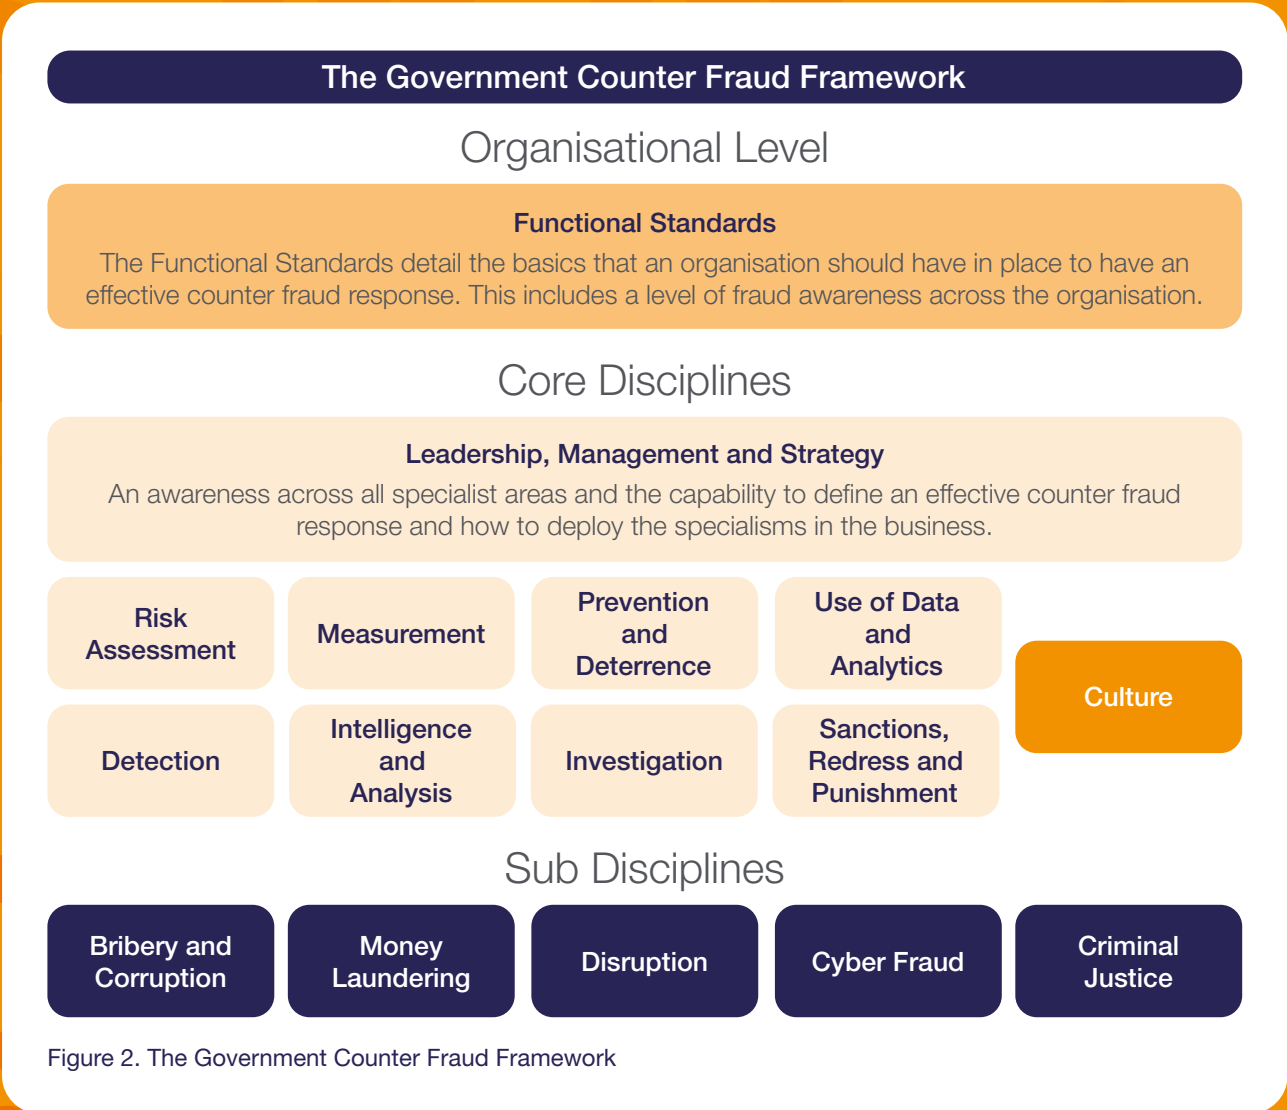 The Government Counter Fraud Framework
Organisational Level
Functional Standards
The Functional Standards detail the basics that an organisation should have in place to have an
effective counter fraud response. This includes a level of fraud awareness across the organisation.
Core Disciplines
Leadership, Management and Strategy
An awareness across all specialist areas and the capability to define an effective counter fraud
response and how to deploy the specialisms in the business.
Risk
Assessment
Measurement
Prevention
and
Deterrence
Use of Data
and
Analytics
Culture
Detection
Intelligence
and
Analysis
Investigation
Sanctions,
Redress and
Punishment
Sub Disciplines
Bribery and
Corruption
Money
Laundering
Disruption
Cyber Fraud
Criminal
Justice
Figure 2. The Government Counter Fraud Framework